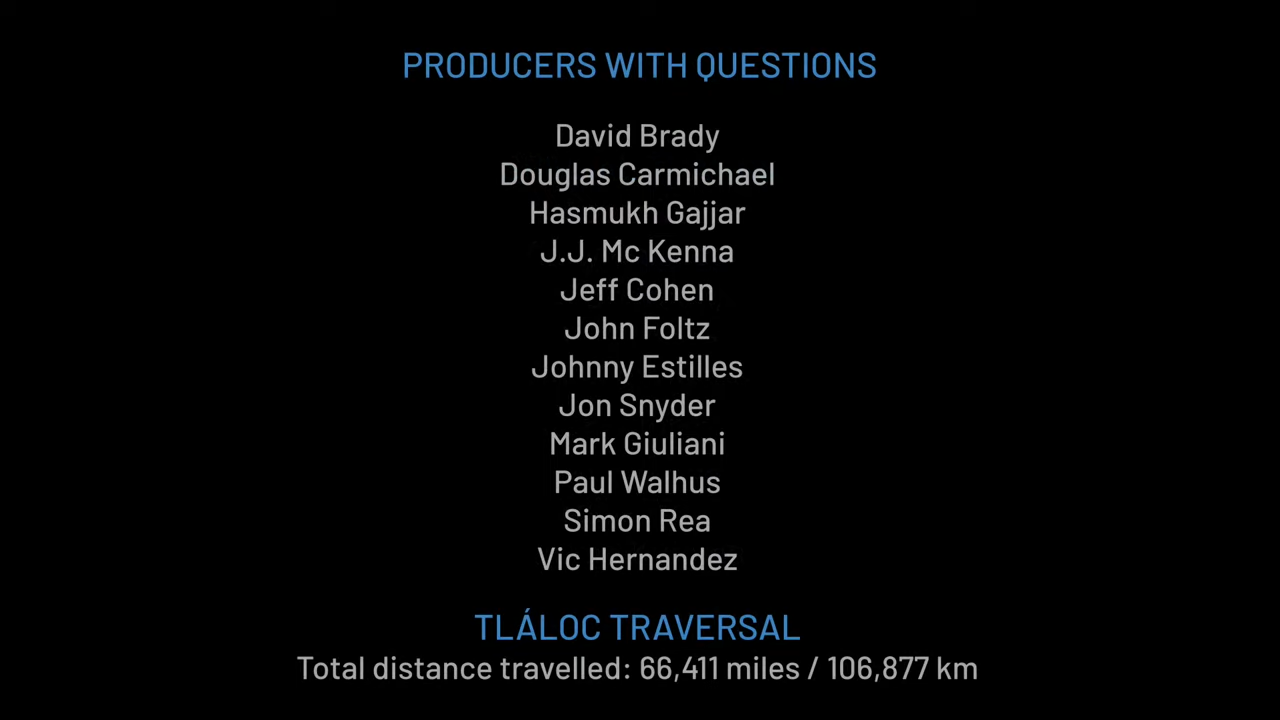 PRODUCERS WITH QUESTIONS
David Brady
Douglas Carmichael
Hasmukh Gajjar
J.J. Mc Kenna
Jeff Cohen
John Foltz
Johnny Estilles
Jon Snyder
Mark Giuliani
Paul Walhus
Simon Rea
Vic Hernandez
TLÁLOC TRAVERSAL
Total distance travelled: 66,411 miles / 106,877 km